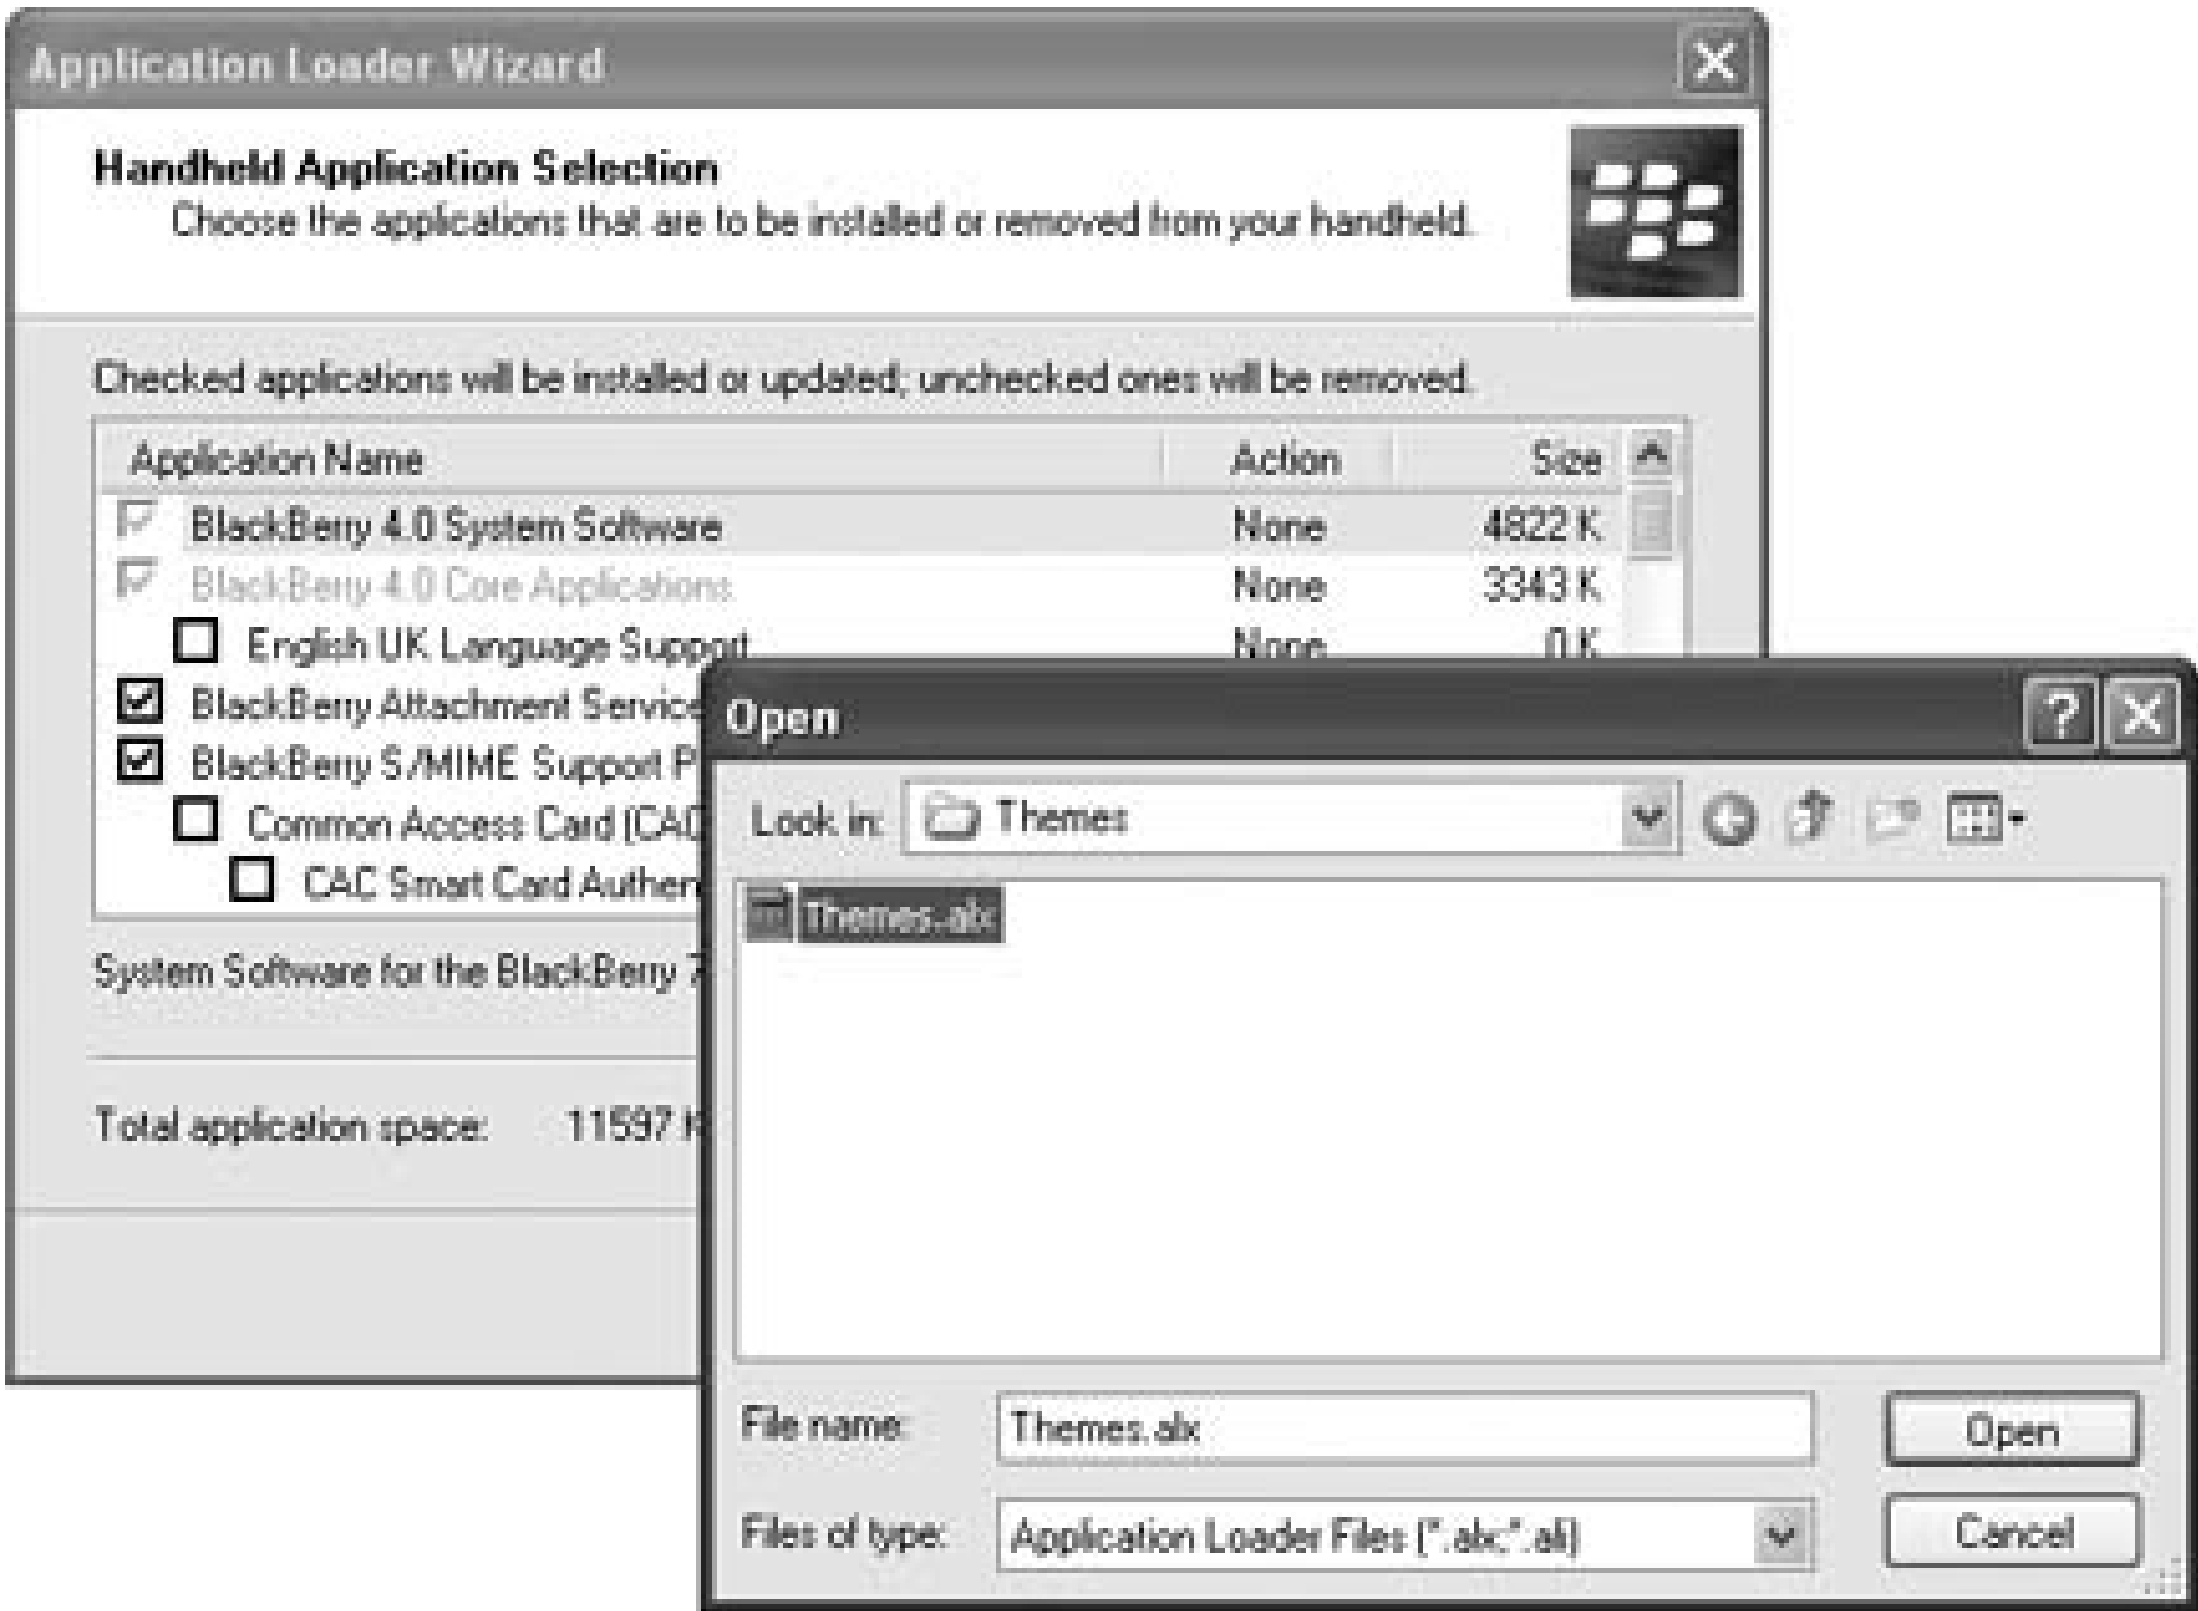 Application Loader Wizard
Handheld Application Selection
Choose the applications that are to be installed or removed from your handheld.
Checked applications will be installed or updated; unchecked ones will be removed.
Application Name Action Size
BlackBerry 4.0 System Software None 4822 K
BlackBerry 4.0 Core Applications None 3343 K
English UK Language Support None 0 K
BlackBerry Attachment Service
BlackBerry S/MIME Support P
Common Access Card (CAC
CAC Smart Card Authen
System Software for the BlackBerry 7
Total application space: 11597 K
Open
Look in: Themes
Themes.alx
File name: Themes.alx
Open
Files of type: Application Loader Files (*.alx;*.ali)
Cancel